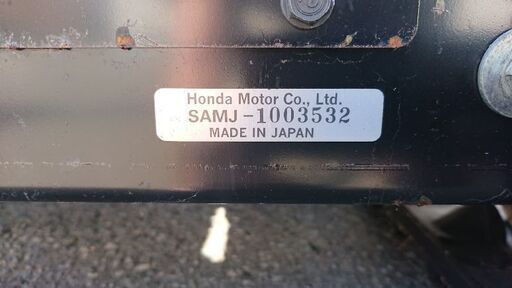 Honda Motor Co., Ltd.
SAMJ-1003532
MADE IN JAPAN